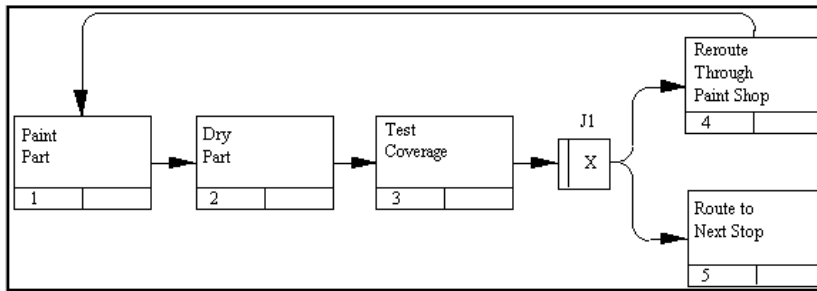 Paint
Part
1
Dry
Part
2
Test
Coverage
3
J1
X
Reroute
Through
Paint Shop
4
Route to
Next Stop
5